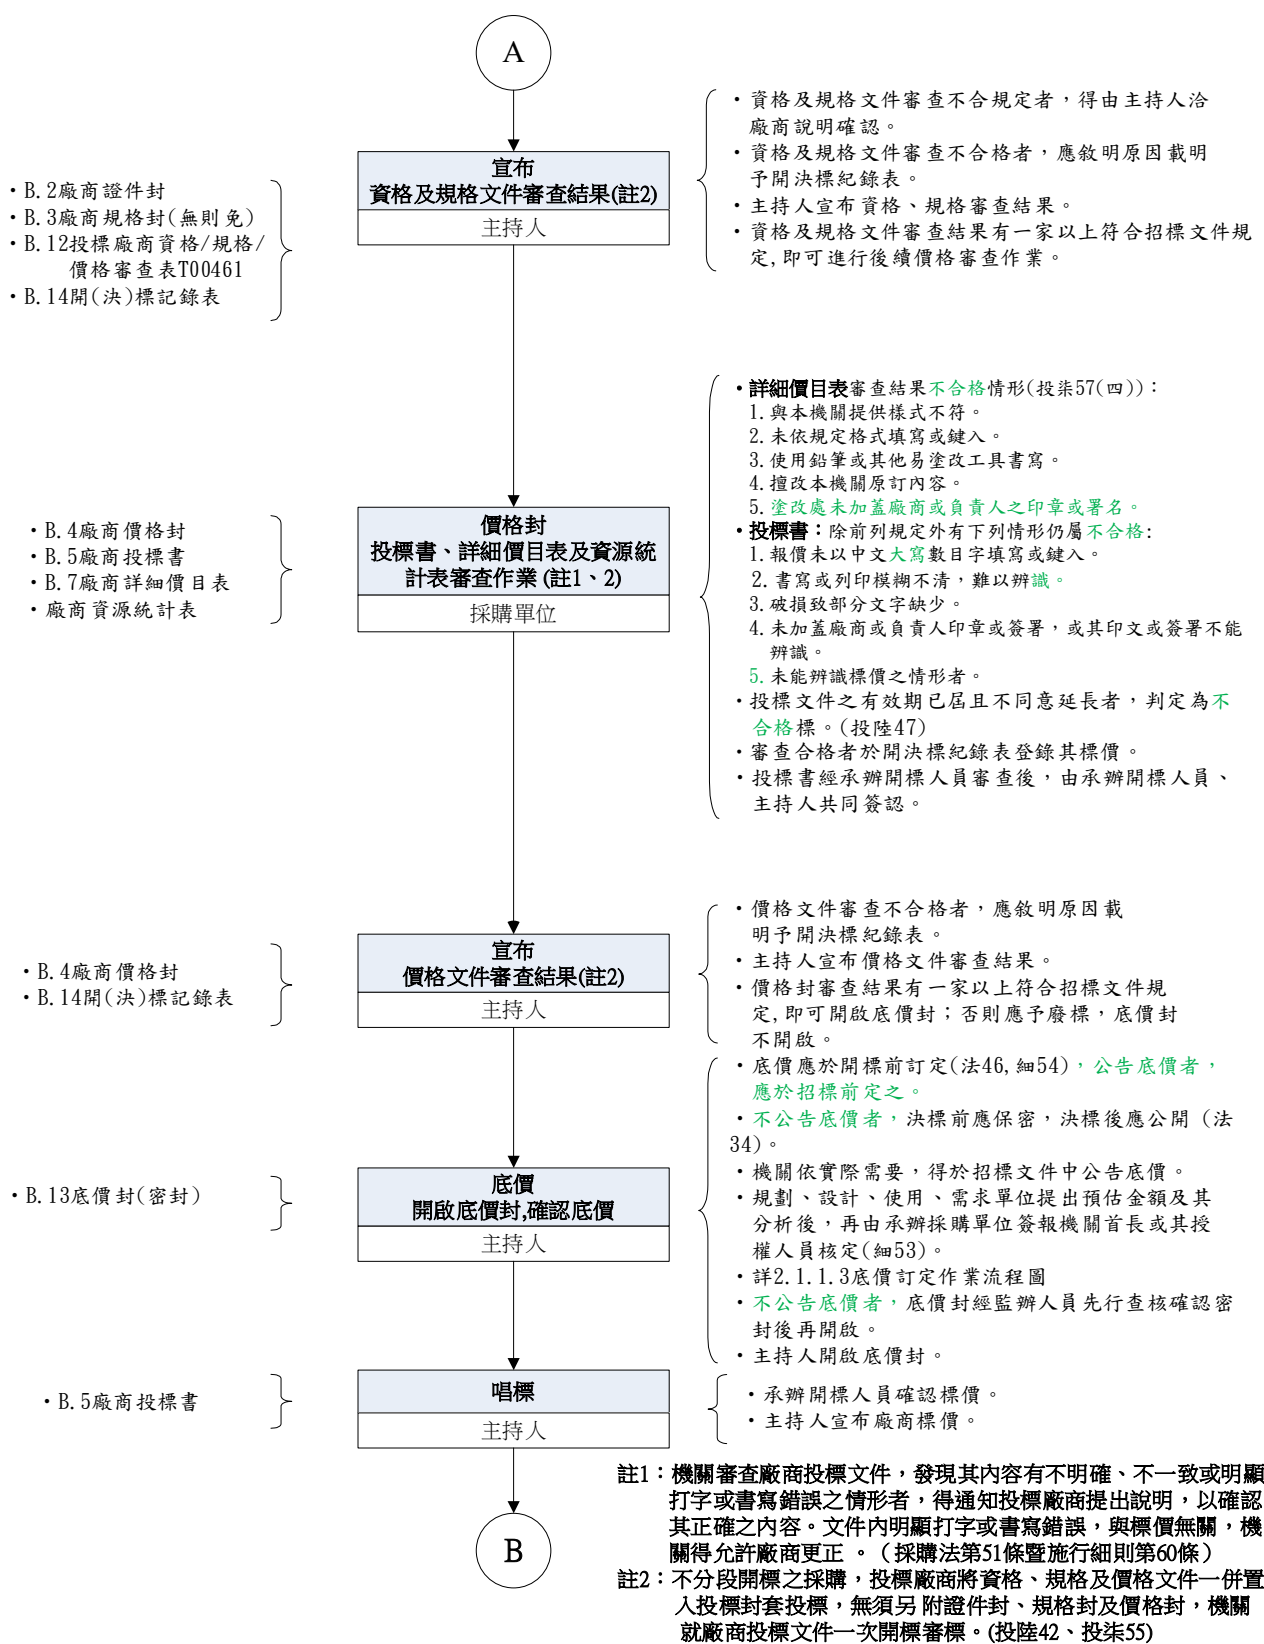 A
宣布
資格及規格文件審查結果(註2)
主持人
・B.2廠商證件封
・B.3廠商規格封(無則免)
・B.12投標廠商資格/規格/
價格審查表T00461
・B.14開(決)標記錄表
・資格及規格文件審查不合規定者，得由主持人洽
廠商說明確認。
・資格及規格文件審查不合格者，應敘明原因載明
予開決標紀錄表。
・主持人宣布資格、規格審查結果。
・資格及規格文件審查結果有一家以上符合招標文件規
定,即可進行後續價格審查作業。
價格封
投標書、詳細價目表及資源統
計表審查作業(註1、2)
採購單位
・B.4廠商價格封
・B.5廠商投標書
・B.7廠商詳細價目表
・廠商資源統計表
・詳細價目表審查結果不合格情形(投柒57(四))：
1.與本機關提供樣式不符。
2.未依規定格式填寫或鍵入。
3.使用鉛筆或其他易塗改工具書寫。
4.擅改本機關原訂內容。
5.塗改處未加蓋廠商或負責人之印章或署名。
・投標書：除前列規定外有下列情形仍屬不合格:
1.報價未以中文大寫數目字填寫或鍵入。
2.書寫或列印模糊不清，難以辨識。
3.破損致部分文字缺少。
4.未加蓋廠商或負責人印章或簽署，或其印文或簽署不能
辨識。
5.未能辨識標價之情形者。
・投標文件之有效期已屆且不同意延長者，判定為不
合格標。(投陸47)
・審查合格者於開決標紀錄表登錄其標價。
・投標書經承辦開標人員審查後，由承辦開標人員、
主持人共同簽認。
宣布
價格文件審查結果(註2)
主持人
・B.4廠商價格封
・B.14開(決)標記錄表
・價格文件審查不合格者，應敘明原因載
明予開決標紀錄表。
・主持人宣布價格文件審查結果。
・價格封審查結果有一家以上符合招標文件規
定,即可開啟底價封；否則應予廢標，底價封
不開啟。
底價
開啟底價封,確認底價
主持人
・B.13底價封(密封)
・底價應於開標前訂定(法46,細54)，公告底價者，
應於招標前定之。
・不公告底價者，決標前應保密，決標後應公開 (法
34)。
・機關依實際需要，得於招標文件中公告底價。
・規劃、設計、使用、需求單位提出預估金額及其
分析後，再由承辦採購單位簽報機關首長或其授
權人員核定(細53)。
・詳2.1.1.3底價訂定作業流程圖
・不公告底價者，底價封經監辦人員先行查核確認密
封後再開啟。
・主持人開啟底價封。
唱標
主持人
・B.5廠商投標書
・承辦開標人員確認標價。
・主持人宣布廠商標價。
B
註1：機關審查廠商投標文件，發現其內容有不明確、不一致或明顯
打字或書寫錯誤之情形者，得通知投標廠商提出說明，以確認
其正確之內容。文件內明顯打字或書寫錯誤，與標價無關，機
關得允許廠商更正 。（採購法第51條暨施行細則第60條）
註2：不分段開標之採購，投標廠商將資格、規格及價格文件一併置
入投標封套投標，無須另附證件封、規格封及價格封，機關
就廠商投標文件一次開標審標。(投陸42、投柒55)